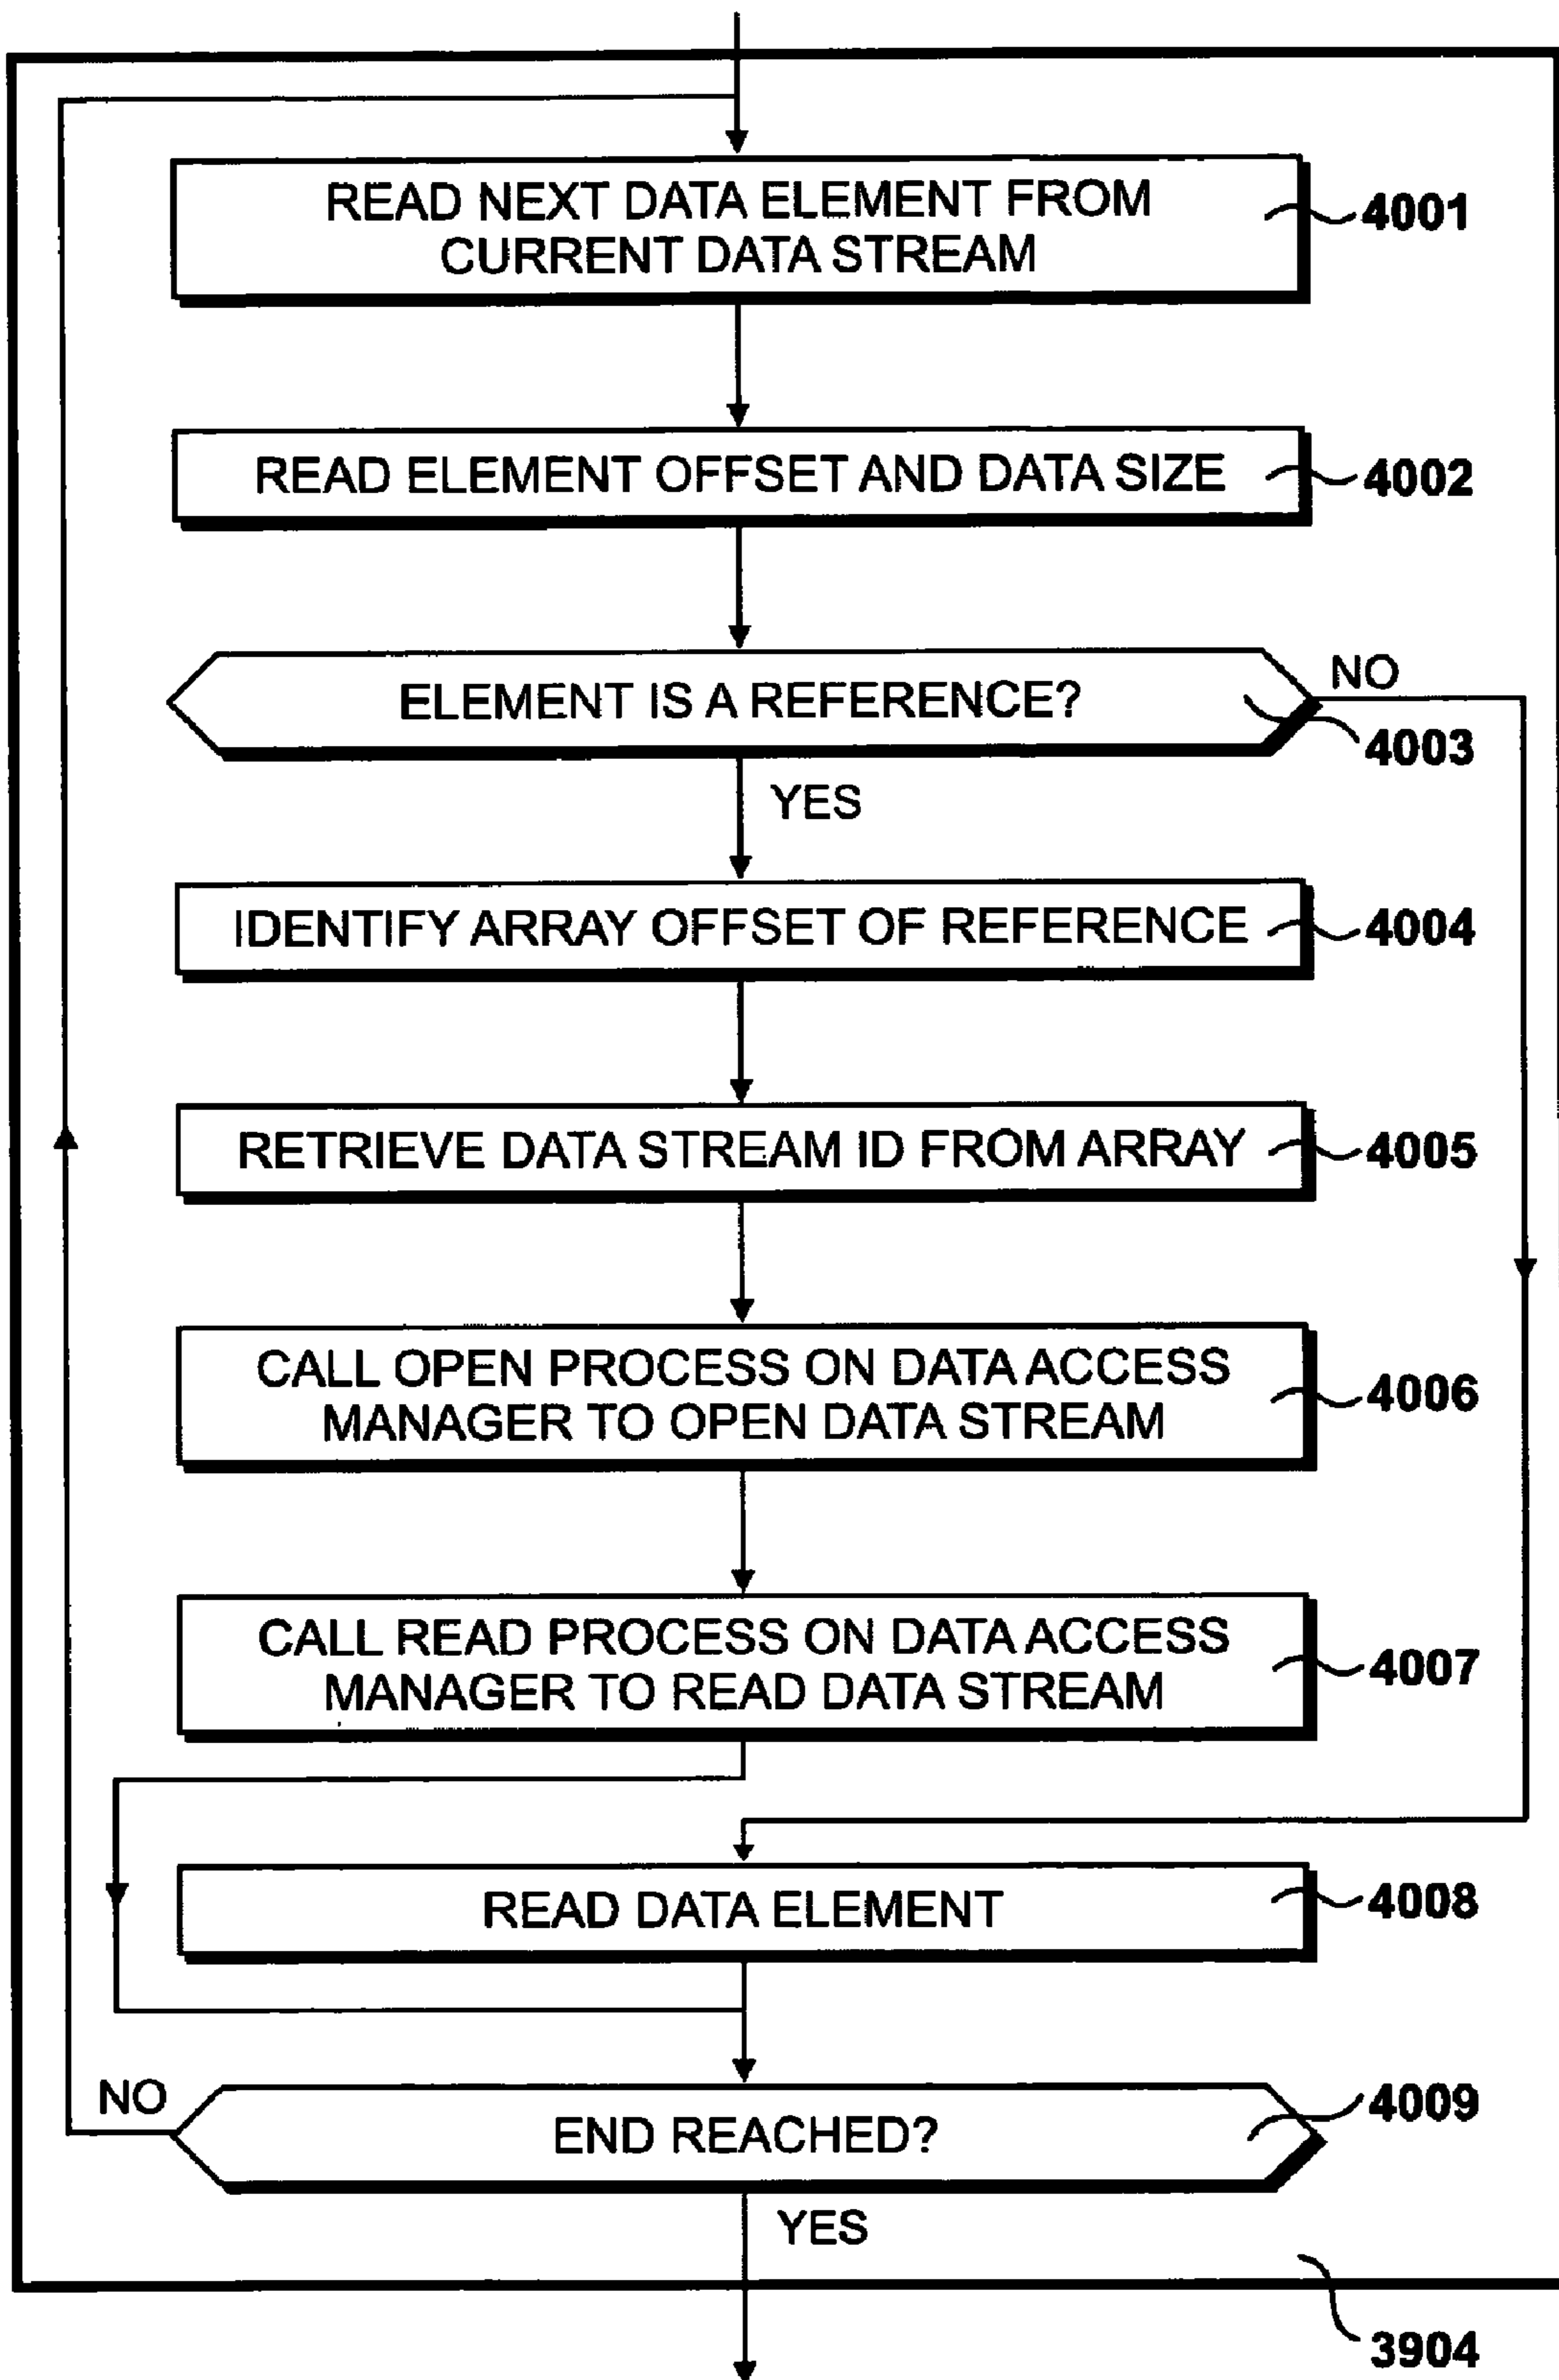 READ NEXT DATA ELEMENT FROM
CURRENT DATA STREAM
4001
READ ELEMENT OFFSET AND DATA SIZE
4002
ELEMENT IS A REFERENCE?
NO
4003
YES
IDENTIFY ARRAY OFFSET OF REFERENCE
4004
RETRIEVE DATA STREAM ID FROM ARRAY
4005
CALL OPEN PROCESS ON DATA ACCESS
MANAGER TO OPEN DATA STREAM
4006
CALL READ PROCESS ON DATA ACCESS
MANAGER TO READ DATA STREAM
4007
READ DATA ELEMENT
4008
NO
END REACHED?
4009
YES
3904